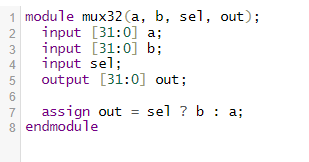 1 module mux32(a, b, sel, out);
2   input [31:0] a;
3   input [31:0] b;
4   input sel;
5   output [31:0] out;
6
7   assign out = sel ? b : a;
8 endmodule